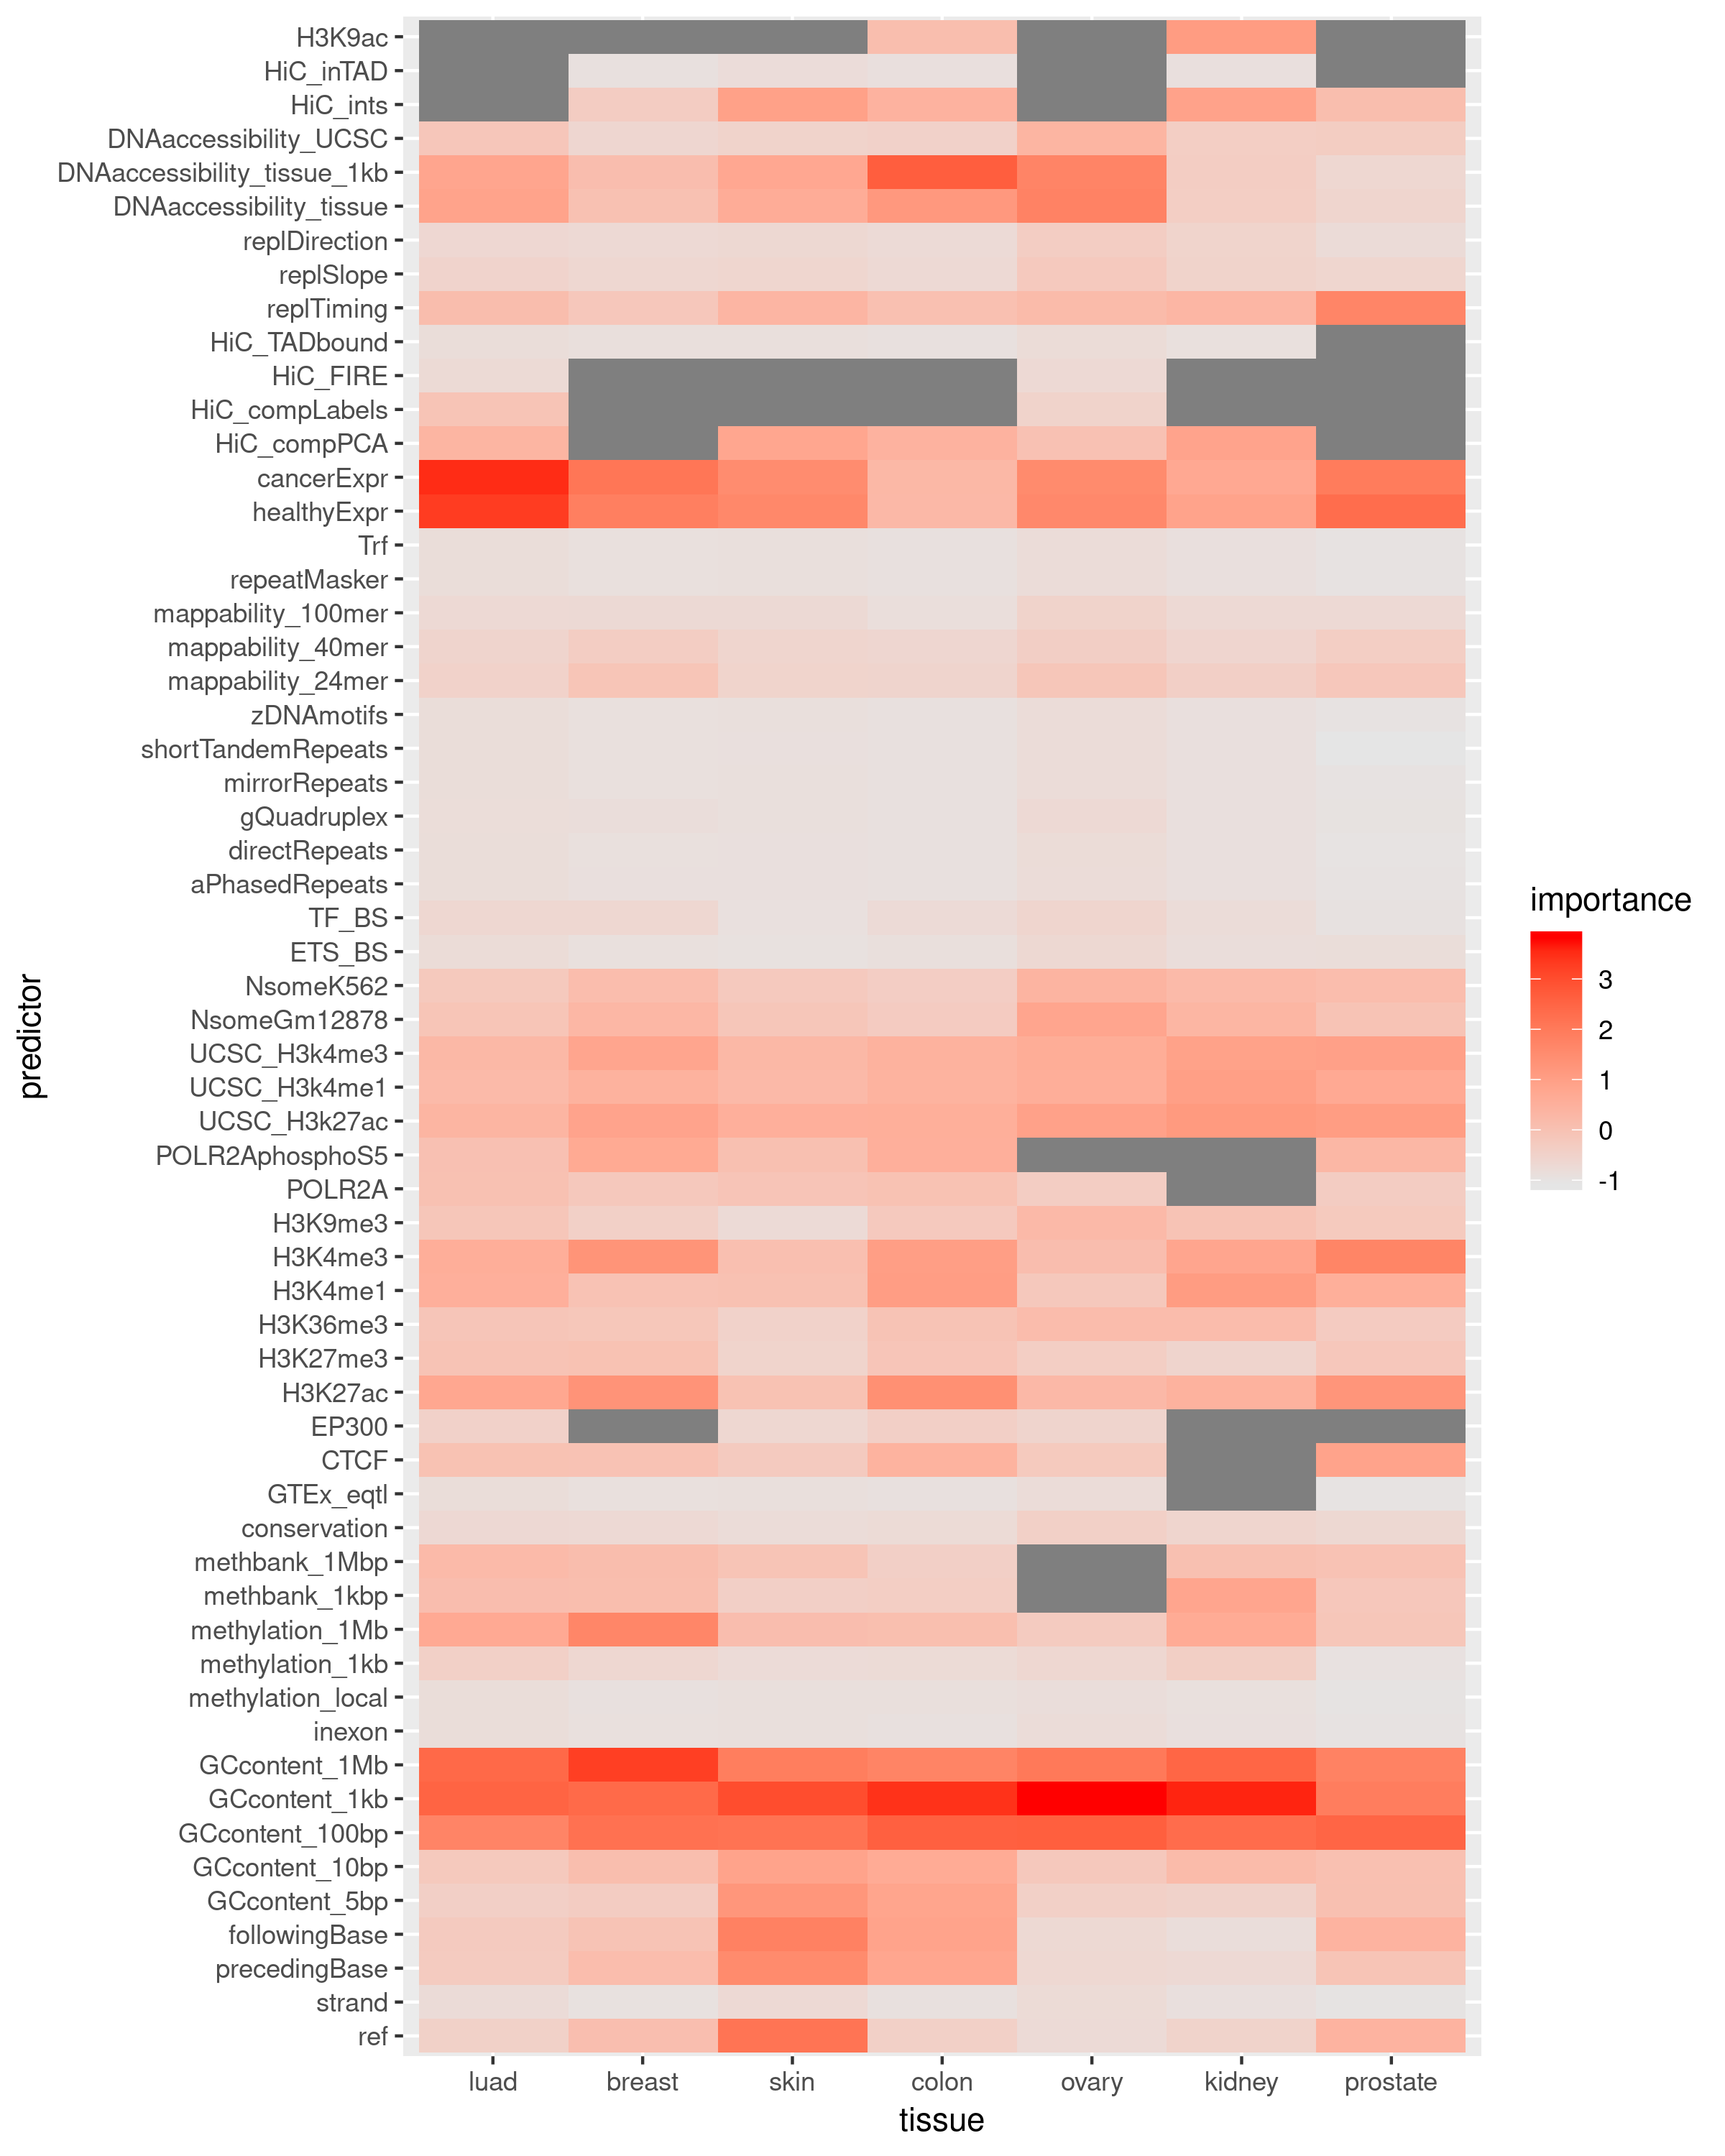 H3K9ac
HiC_inTAD
HiC_ints
DNAaccessibility_UCSC
DNAaccessibility_tissue_1kb
DNAaccessibility_tissue
replDirection
replSlope
replTiming
HiC_TADbound
HiC_FIRE
HiC_compLabels
HiC_compPCA
cancerExpr
healthyExpr
Trf
repeatMasker
mappability_100mer
mappability_40mer
mappability_24mer
zDNAmotifs
shortTandemRepeats
mirrorRepeats
gQuadruplex
directRepeats
aPhasedRepeats
TF_BS
ETS_BS
NsomeK562
NsomeGm12878
UCSC_H3k4me3
UCSC_H3k4me1
UCSC_H3k27ac
POLR2AphosphoS5
POLR2A
H3K9me3
H3K4me3
H3K4me1
H3K36me3
H3K27me3
H3K27ac
EP300
CTCF
GTEx_eqtl
conservation
methbank_1Mbp
methbank_1kbp
methylation_1Mb
methylation_1kb
methylation_local
inexon
GCcontent_1Mb
GCcontent_1kb
GCcontent_100bp
GCcontent_10bp
GCcontent_5bp
followingBase
precedingBase
strand
ref
predictor
luad breast skin colon ovary kidney prostate
tissue
importance
3
2
1
0
-1